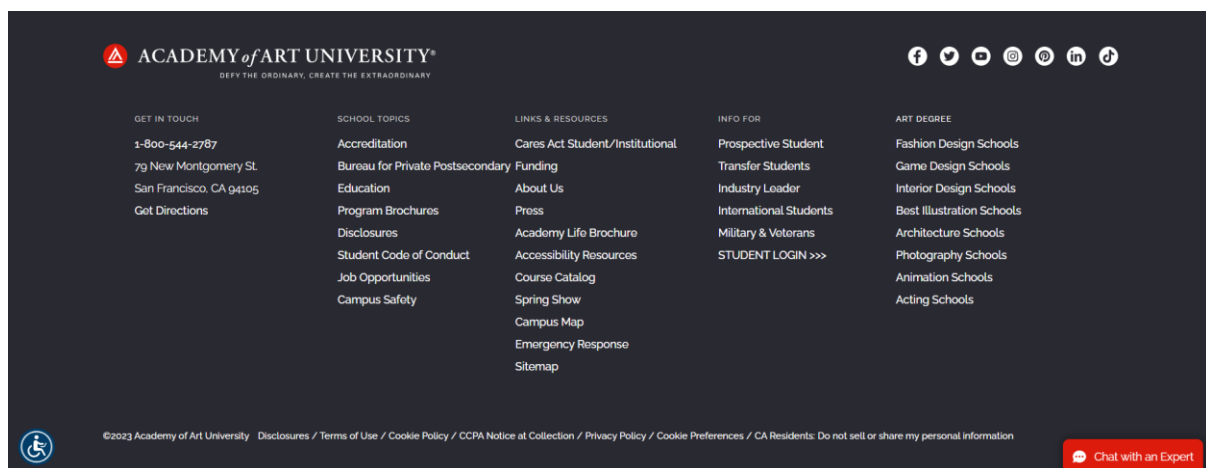 ACADEMY of ART UNIVERSITY®
DEFY THE ORDINARY, CREATE THE EXTRAORDINARY
GET IN TOUCH
1-800-544-2787
79 New Montgomery St.
San Francisco, CA 94105
Get Directions
SCHOOL TOPICS
Accreditation
Bureau for Private Postsecondary
Education
Program Brochures
Disclosures
Student Code of Conduct
Job Opportunities
Campus Safety
LINKS & RESOURCES
Cares Act Student/Institutional
Funding
About Us
Press
Academy Life Brochure
Accessibility Resources
Course Catalog
Spring Show
Campus Map
Emergency Response
Sitemap
INFO FOR
Prospective Student
Transfer Students
Industry Leader
International Students
Military & Veterans
STUDENT LOGIN >>>
ART DEGREE
Fashion Design Schools
Game Design Schools
Interior Design Schools
Best Illustration Schools
Architecture Schools
Photography Schools
Animation Schools
Acting Schools
©2023 Academy of Art University Disclosures / Terms of Use / Cookie Policy / CCPA Notice at Collection / Privacy Policy / Cookie Preferences / CA Residents: Do not sell or share my personal information
Chat with an Expert